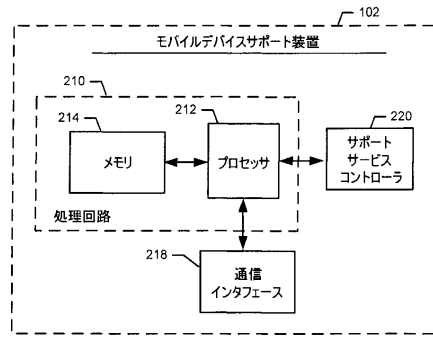 102
モバイルデバイスサポート装置
210
214
212
220
メモリ
プロセッサ
サポート
サービス
コントローラ
処理回路
218
通信
インタフェース